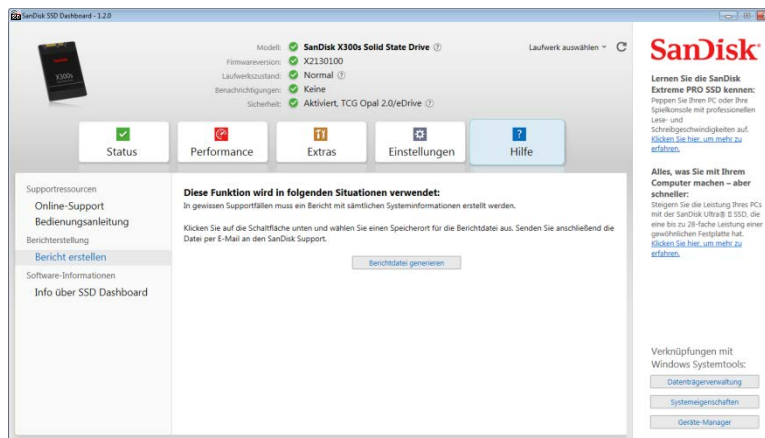 SanDisk SSD Dashboard - 1.2.0
Modell: SanDisk X300s Solid State Drive
Laufwerk auswählen
Firmwareversion: X2130100
Laufwerkszustand: Normal
Benachrichtigungen: Keine
Sicherheit: Aktiviert, TCG Opal 2.0/eDrive
X300s
Status
Performance
Extras
Einstellungen
Hilfe
Supportressourcen
Online-Support
Bedienungsanleitung
Berichterstellung
Bericht erstellen
Software-Informationen
Info über SSD Dashboard
Diese Funktion wird in folgenden Situationen verwendet:
In gewissen Supportfällen muss ein Bericht mit sämtlichen Systeminformationen erstellt werden.
Klicken Sie auf die Schaltfläche unten und wählen Sie einen Speicherort für die Berichtdatei aus. Senden Sie anschließend die
Datei per E-Mail an den SanDisk Support.
Berichtdatei generieren
SanDisk
Lernen Sie die SanDisk
Extreme PRO SSD kennen:
Peppen Sie Ihren PC oder Ihre
Spielkonsole mit professionellen
Lese- und
Schreibgeschwindigkeiten auf.
Klicken Sie hier, um mehr zu
erfahren.
Alles, was Sie mit Ihrem
Computer machen – aber
schneller:
Steigern Sie die Leistung Ihres PCs
mit der SanDisk Ultra® II SSD, die
eine bis zu 28-fache Leistung einer
gewöhnlichen Festplatte hat.
Klicken Sie hier, um mehr zu
erfahren.
Verknüpfungen mit
Windows Systemtools:
Datenträgerverwaltung
Systemeigenschaften
Geräte-Manager